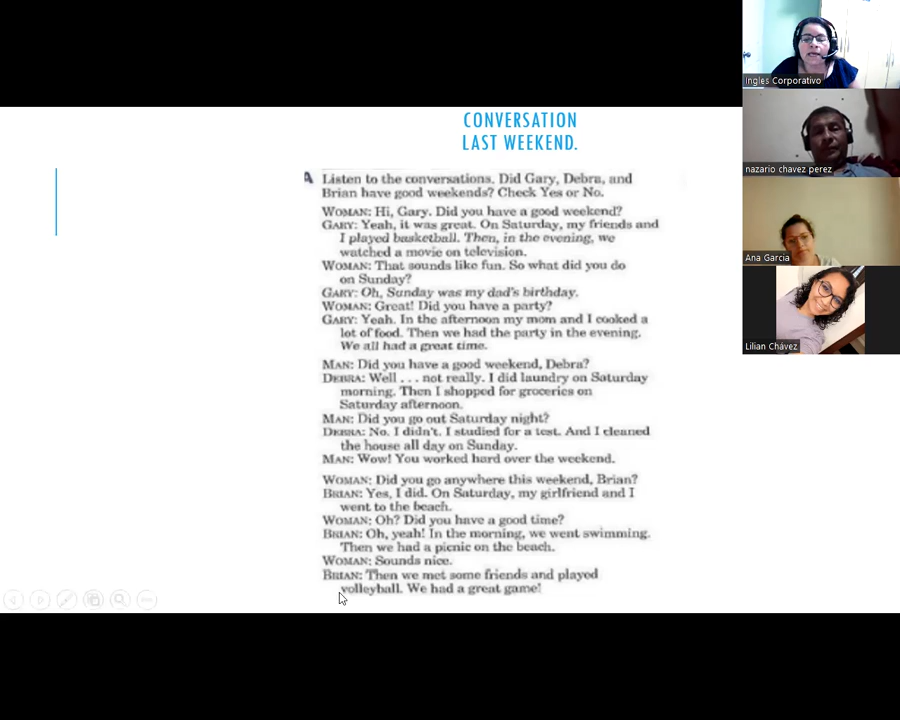 CONVERSATION
LAST WEEKEND.
A Listen to the conversations. Did Gary, Debra, and
Brian have good weekends? Check Yes or No.
WOMAN: Hi, Gary. Did you have a good weekend?
GARY: Yeah, it was great. On Saturday, my friends and
I played basketball. Then, in the evening, we
watched a movie on television.
WOMAN: That sounds like fun. So what did you do
on Sunday?
GARY: Oh, Sunday was my dad's birthday.
WOMAN: Great! Did you have a party?
GARY: Yeah. In the afternoon my mom and I cooked a
lot of food. Then we had the party in the evening.
We all had a great time.
MAN: Did you have a good weekend, Debra?
DEBRA: Well . . . not really. I did laundry on Saturday
morning. Then I shopped for groceries on
Saturday afternoon.
MAN: Did you go out Saturday night?
DEBRA: No. I didn't. I studied for a test. And I cleaned
the house all day on Sunday.
MAN: Wow! You worked hard over the weekend.
WOMAN: Did you go anywhere this weekend, Brian?
BRIAN: Yes, I did. On Saturday, my girlfriend and I
went to the beach.
WOMAN: Oh? Did you have a good time?
BRIAN: Oh, yeah! In the morning, we went swimming.
Then we had a picnic on the beach.
WOMAN: Sounds nice.
BRIAN: Then we met some friends and played
volleyball. We had a great game!
Ingles Corporativo
nazario chavez perez
Ana Garcia
Lilian Chávez